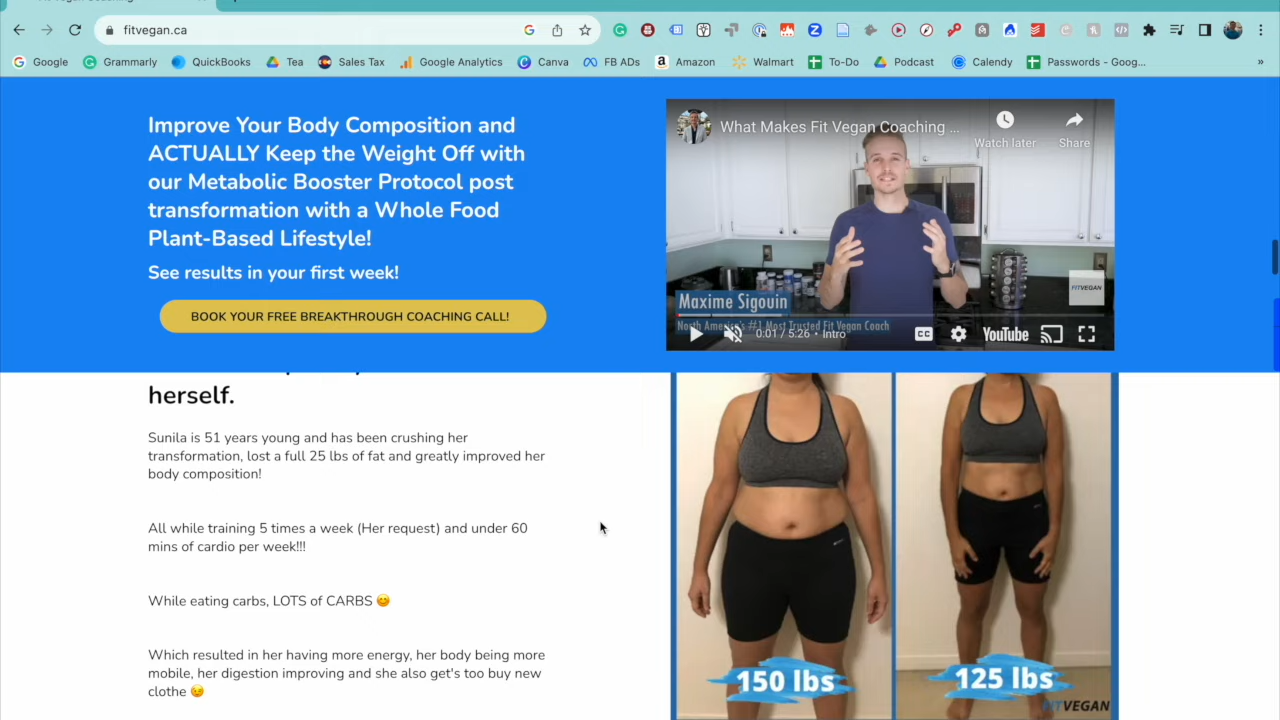 fitvegan.ca
Google
Grammarly
QuickBooks
Tea
Sales Tax
Google Analytics
Canva
FB ADs
Amazon
Walmart
To-Do
Podcast
Calendy
Passwords - Goog...
»
Improve Your Body Composition and
ACTUALLY Keep the Weight Off with
our Metabolic Booster Protocol post
transformation with a Whole Food
Plant-Based Lifestyle!
See results in your first week!
BOOK YOUR FREE BREAKTHROUGH COACHING CALL!
What Makes Fit Vegan Coaching ...
Watch later
Share
FITVEGAN
Maxime Sigouin
North America's #1 Most Trusted Fit Vegan Coach
0:01 / 5:26 • Intro
CC
YouTube
herself.
Sunila is 51 years young and has been crushing her
transformation, lost a full 25 lbs of fat and greatly improved her
body composition!
All while training 5 times a week (Her request) and under 60
mins of cardio per week!!!
While eating carbs, LOTS of CARBS 😊
Which resulted in her having more energy, her body being more
mobile, her digestion improving and she also get's too buy new
clothe 😉
150 lbs
125 lbs
FITVEGAN